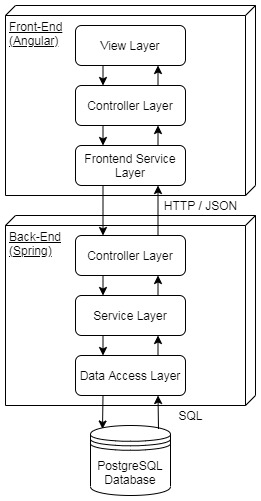 Front-End
(Angular)
View Layer
Controller Layer
Frontend Service
Layer
HTTP / JSON
Back-End
(Spring)
Controller Layer
Service Layer
Data Access Layer
SQL
PostgreSQL
Database